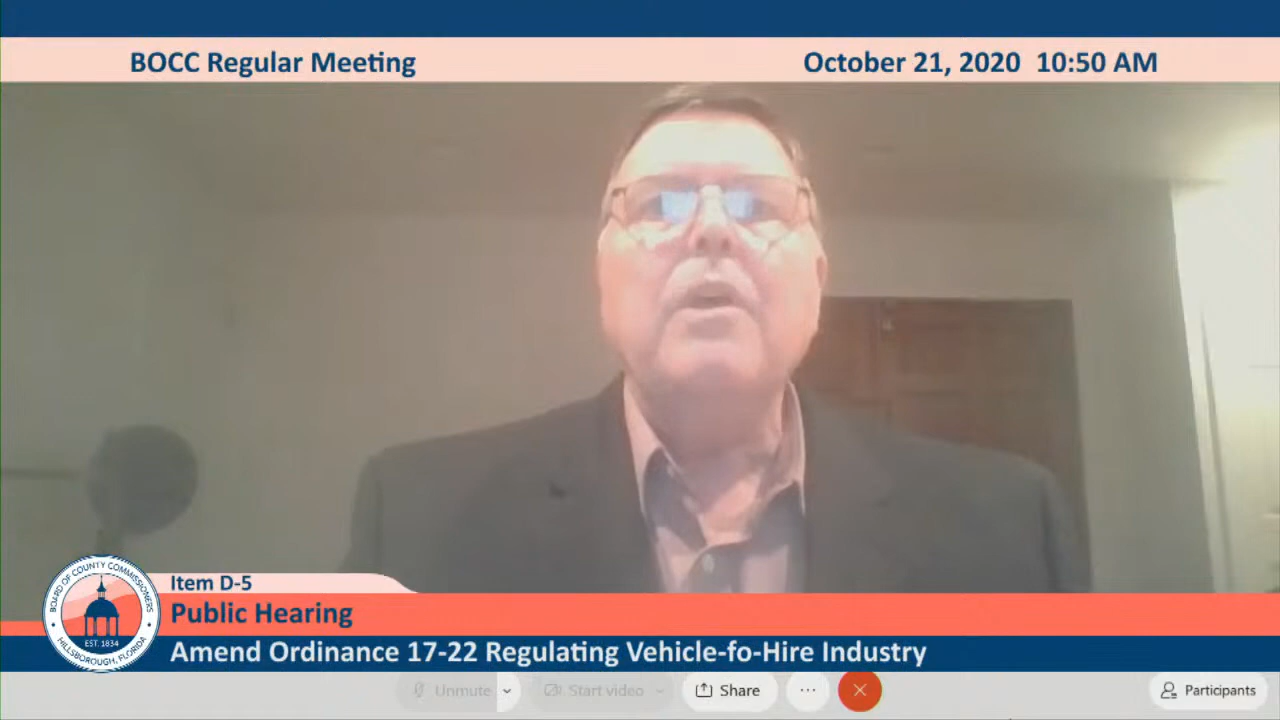 BOCC Regular Meeting
October 21, 2020 10:50 AM
Item D-5
Public Hearing
Amend Ordinance 17-22 Regulating Vehicle-fo-Hire Industry
BOARD OF COUNTY COMMISSIONERS
EST. 1834
HILLSBOROUGH, FLORIDA
Unmute
Start video
Share
Participants